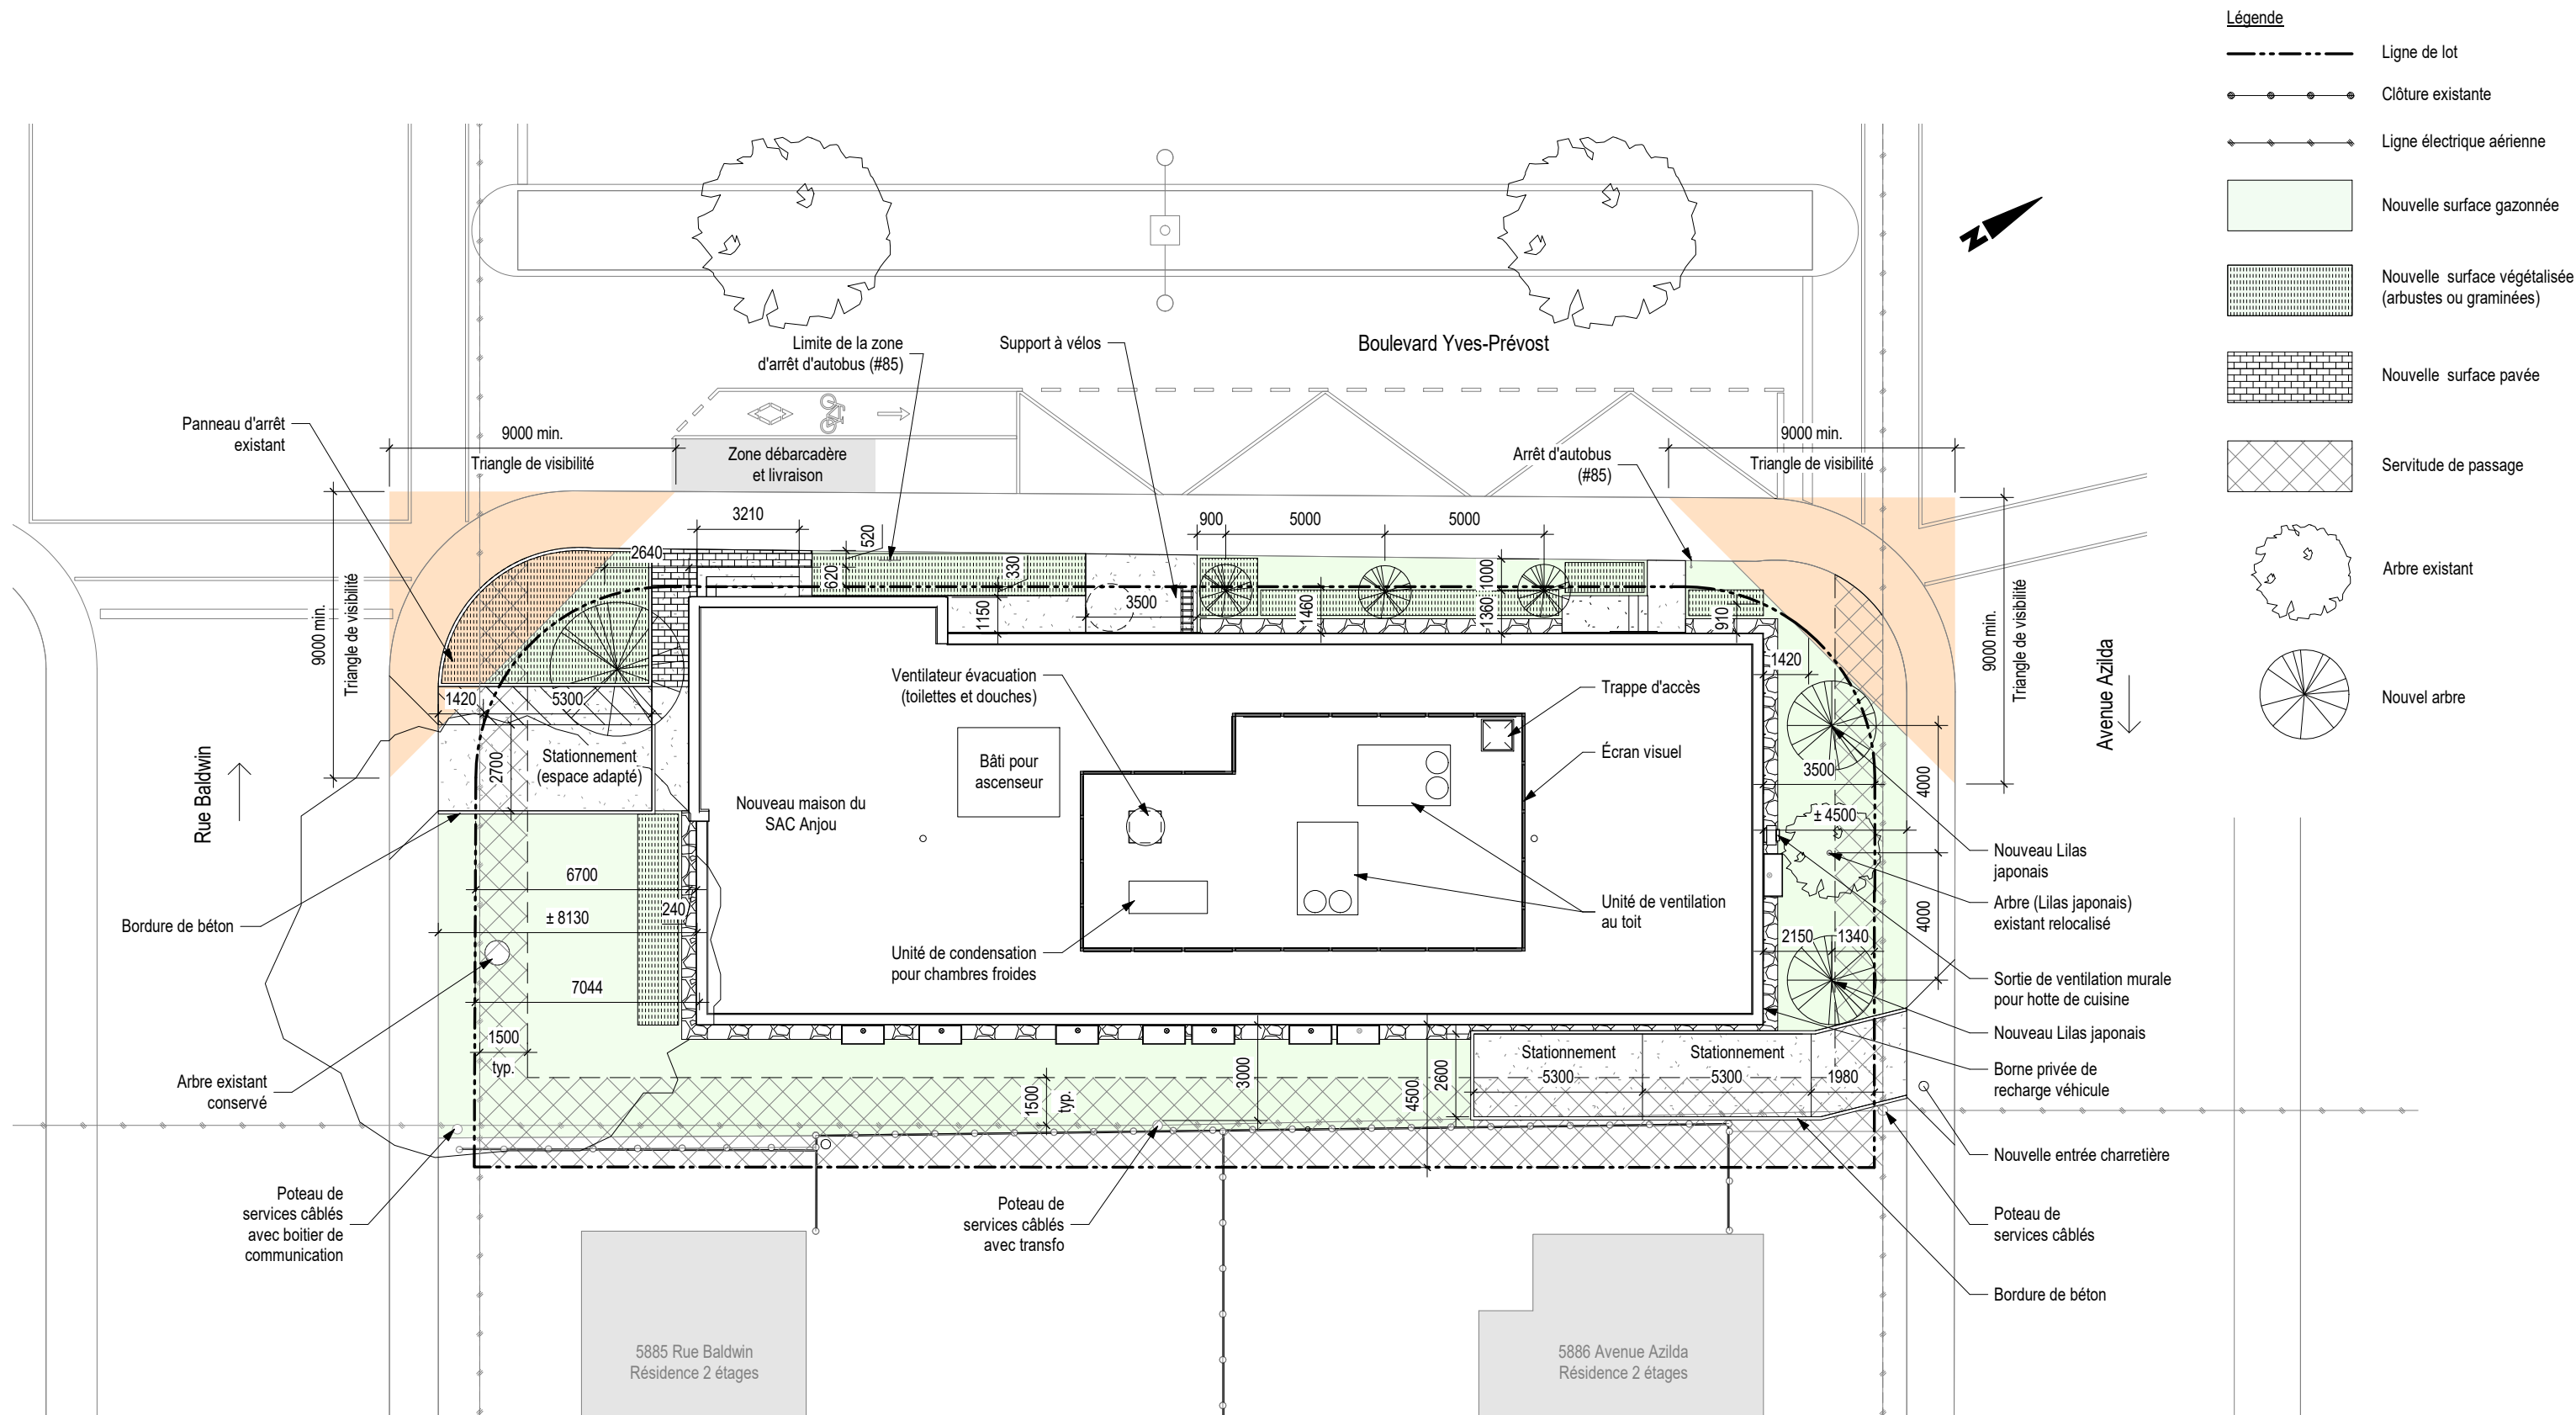 Légende
Ligne de lot
Clôture existante
Ligne électrique aérienne
Nouvelle surface gazonnée
Nouvelle  surface végétalisée
(arbustes ou graminées)
Nouvelle  surface pavée
Servitude de passage
Arbre existant
Nouvel arbre
N
Boulevard Yves-Prévost
Limite de la zone
d'arrêt d'autobus (#85)
Support à vélos
Panneau d'arrêt
existant
9000 min.
Triangle de visibilité
Zone débarcadère
et livraison
Arrêt d'autobus
(#85)
9000 min.
Triangle de visibilité
9000 min.
Triangle de visibilité
9000 min.
Triangle de visibilité
3210
520
900
5000
5000
2640
620
330
1150
3500
1460
1000
1360
910
1420
1420
5300
2700
Stationnement
(espace adapté)
Rue Baldwin
Avenue Azilda
Ventilateur évacuation
(toilettes et douches)
Trappe d'accès
Écran visuel
Bâti pour
ascenseur
Nouveau maison du
SAC Anjou
Unité de ventilation
au toit
Unité de condensation
pour chambres froides
3500
4000
± 4500
4000
2150
1340
Nouveau Lilas
japonais
Arbre (Lilas japonais)
existant relocalisé
Sortie de ventilation murale
pour hotte de cuisine
Nouveau Lilas japonais
Borne privée de
recharge véhicule
Nouvelle entrée charretière
Poteau de
services câblés
Bordure de béton
Bordure de béton
6700
± 8130
240
7044
1500
typ.
Arbre existant
conservé
1500
typ.
3000
4500
2600
Stationnement
5300
Stationnement
5300
1980
Poteau de
services câblés
avec boitier de
communication
Poteau de
services câblés
avec transfo
5885 Rue Baldwin
Résidence 2 étages
5886 Avenue Azilda
Résidence 2 étages